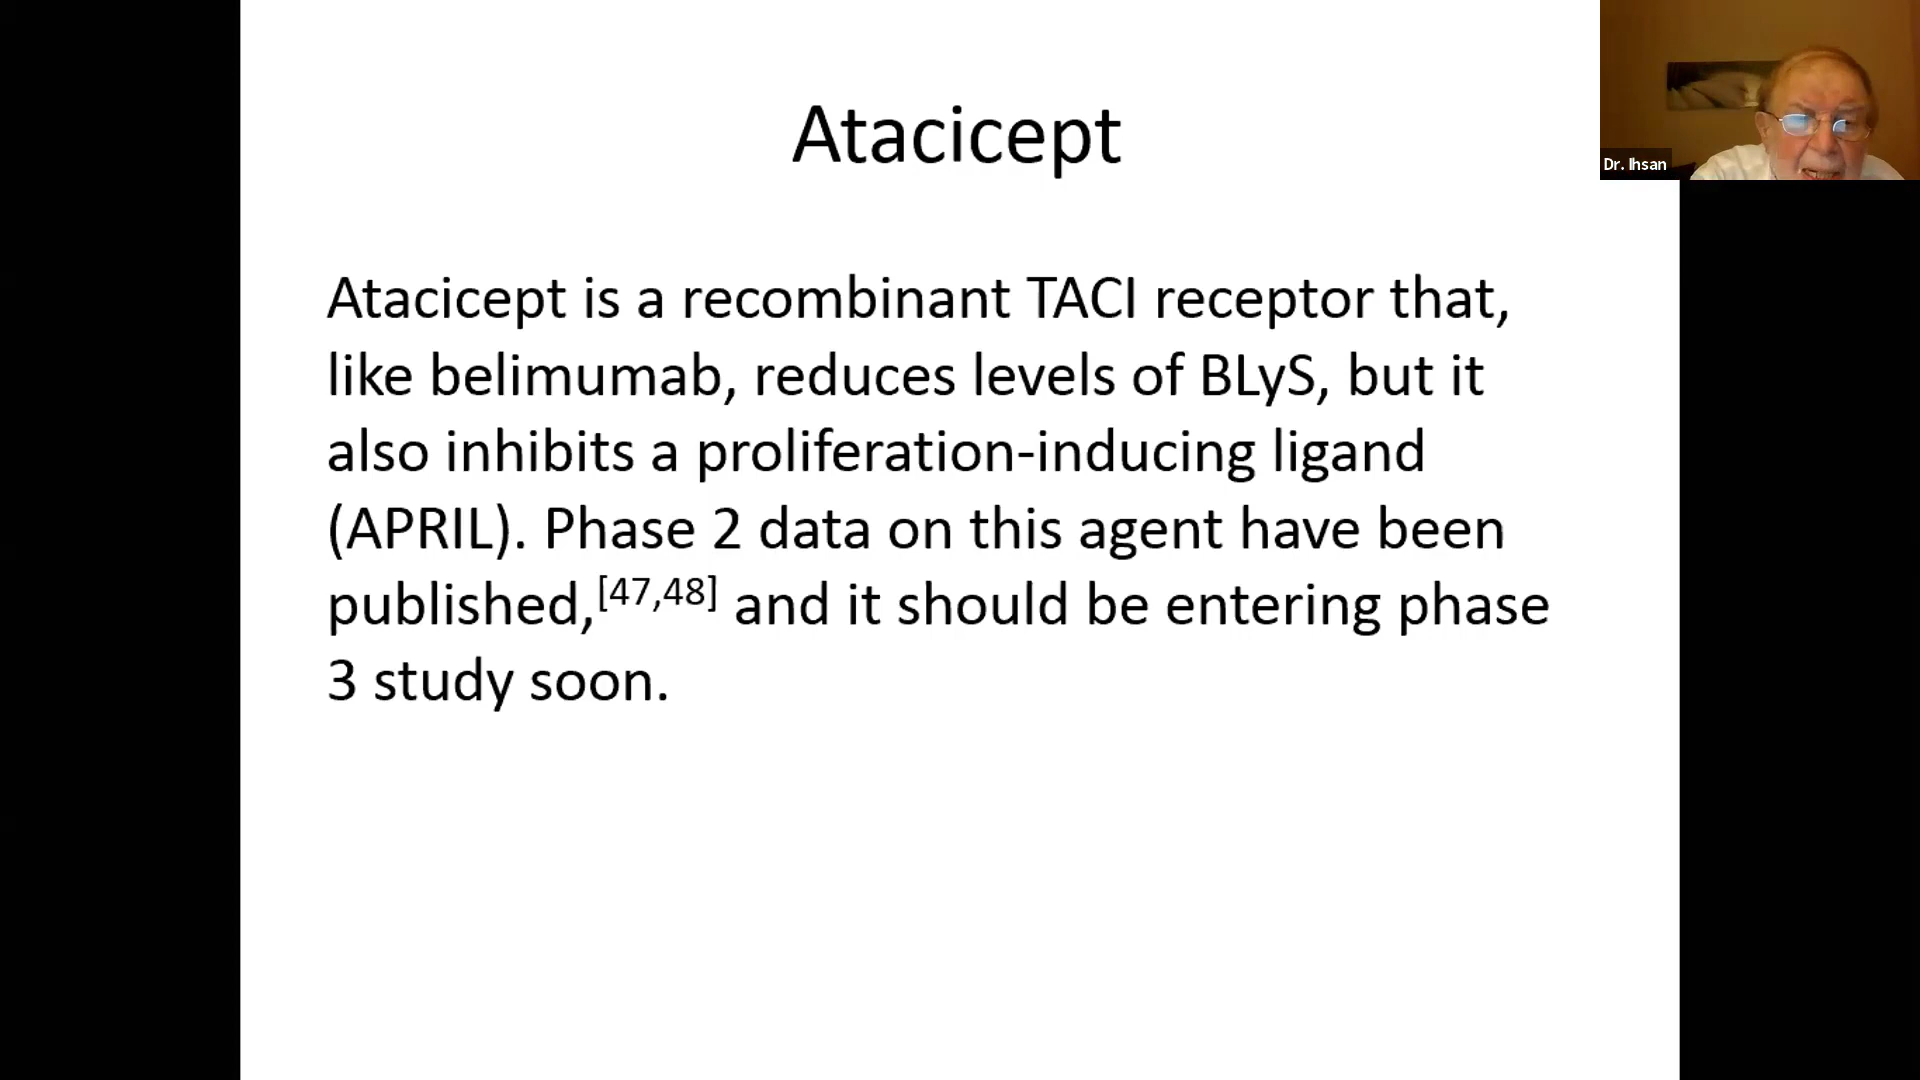 Atacicept
Atacicept is a recombinant TACI receptor that,
like belimumab, reduces levels of BLyS, but it
also inhibits a proliferation-inducing ligand
(APRIL). Phase 2 data on this agent have been
published,[47,48] and it should be entering phase
3 study soon.
Dr. Ihsan